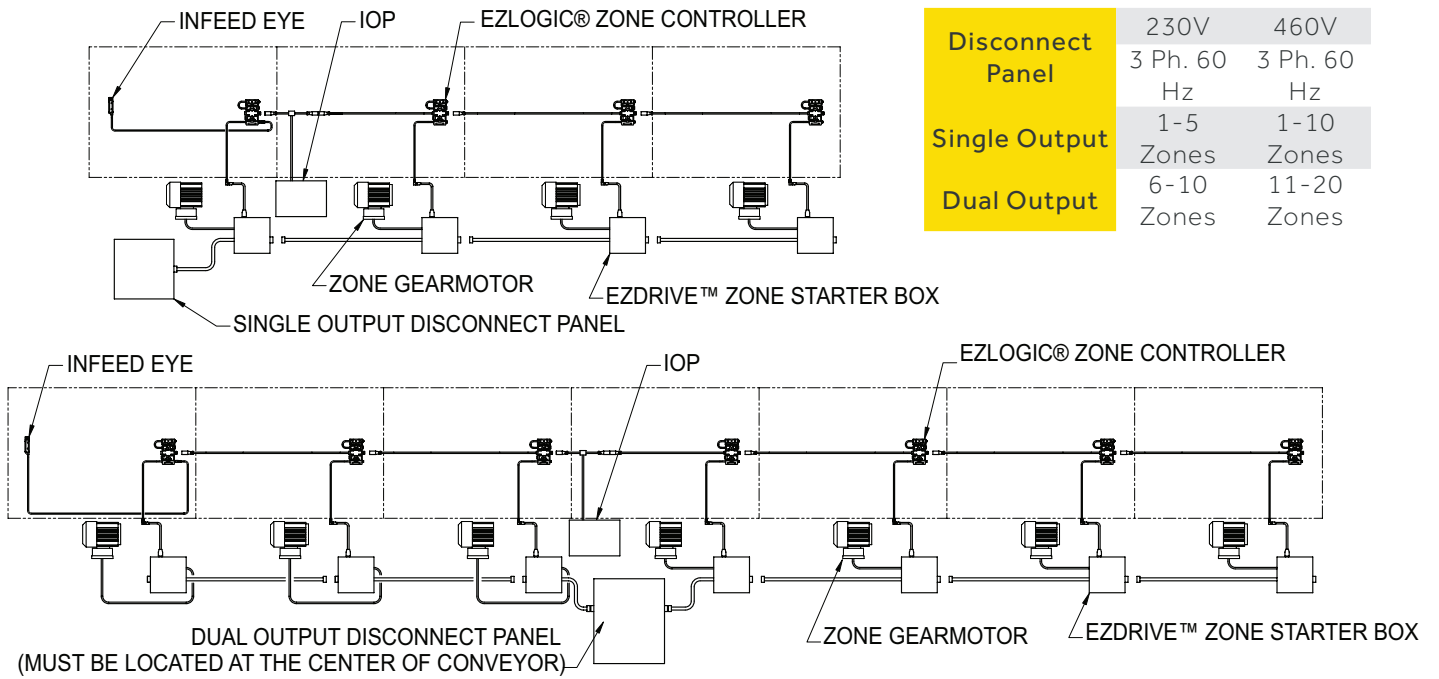 INFEED EYE
IOP
EZLOGIC® ZONE CONTROLLER
ZONE GEARMOTOR
EZDRIVE™ ZONE STARTER BOX
SINGLE OUTPUT DISCONNECT PANEL
Disconnect Panel
230V
460V
3 Ph. 60
3 Ph. 60
Hz
Hz
Single Output
1-5
1-10
Zones
Zones
Dual Output
6-10
11-20
Zones
Zones
INFEED EYE
IOP
EZLOGIC® ZONE CONTROLLER
DUAL OUTPUT DISCONNECT PANEL
(MUST BE LOCATED AT THE CENTER OF CONVEYOR)
ZONE GEARMOTOR
EZDRIVE™ ZONE STARTER BOX